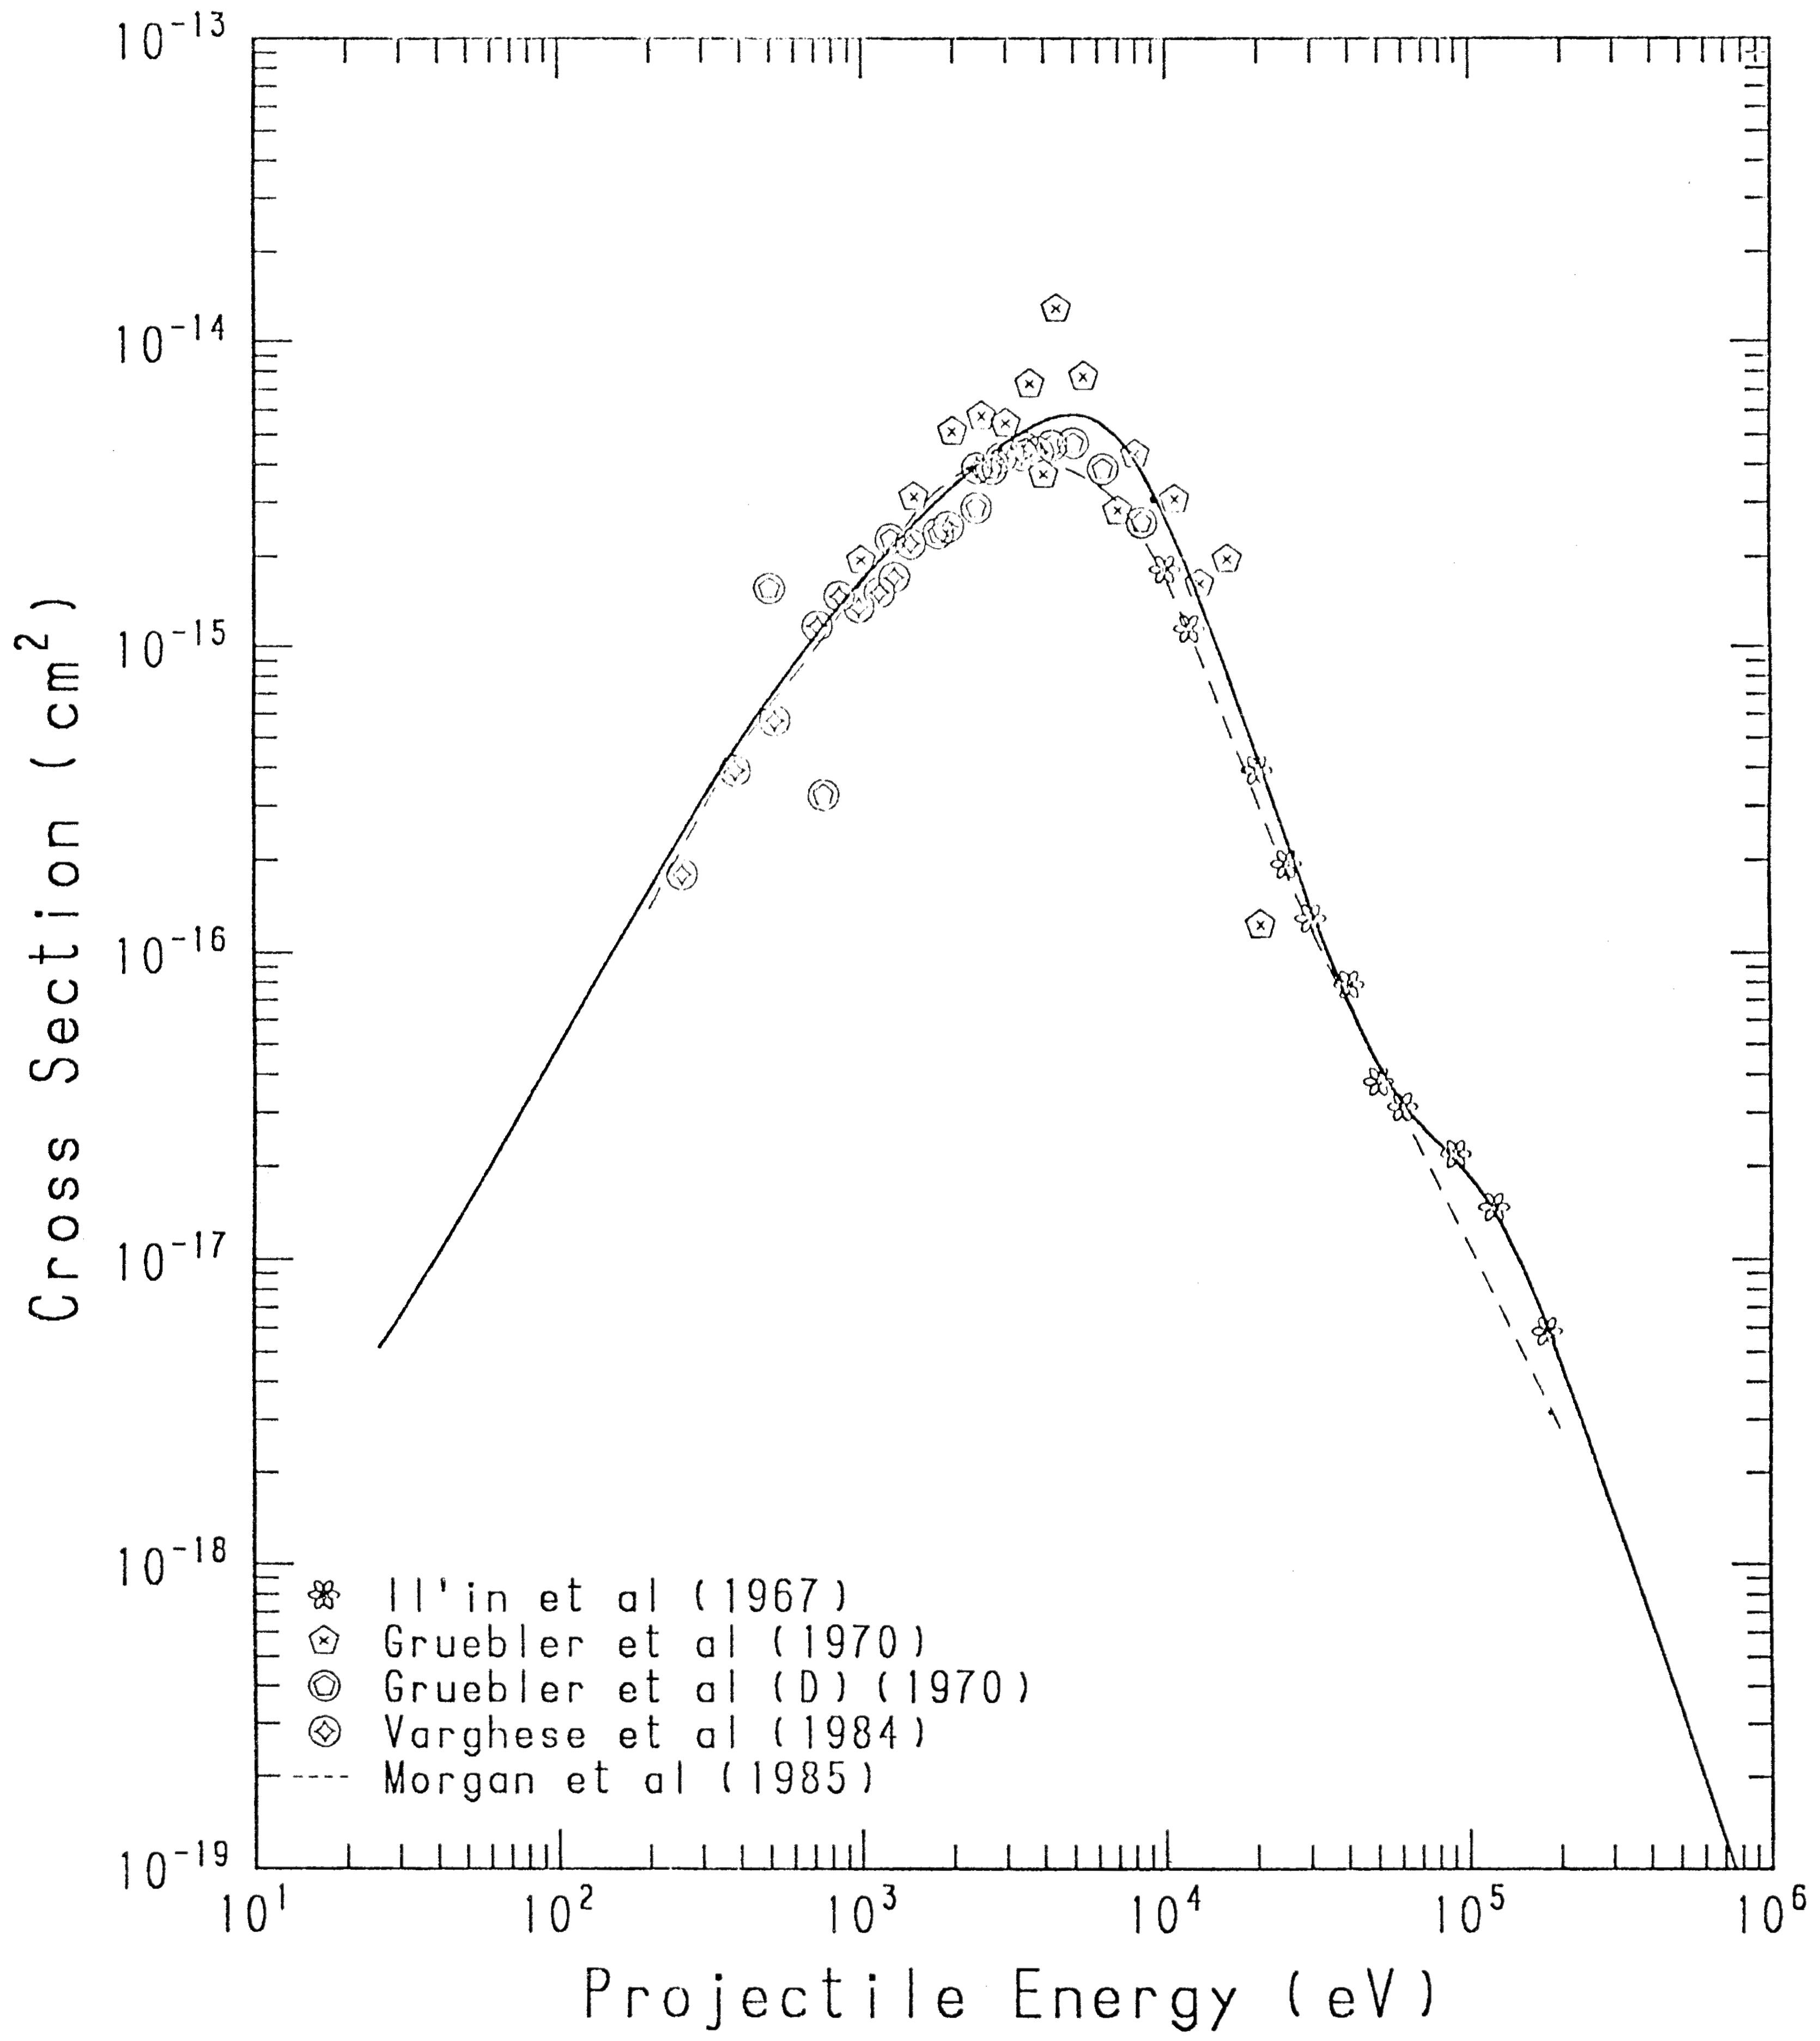 10⁻¹³
10⁻¹⁴
10⁻¹⁵
10⁻¹⁶
10⁻¹⁷
10⁻¹⁸
10⁻¹⁹
Cross Section (cm²)
Il'in et al (1967)
Gruebler et al (1970)
Gruebler et al (D) (1970)
Varghese et al (1984)
Morgan et al (1985)
10¹ 10² 10³ 10⁴ 10⁵ 10⁶
Projectile Energy (eV)